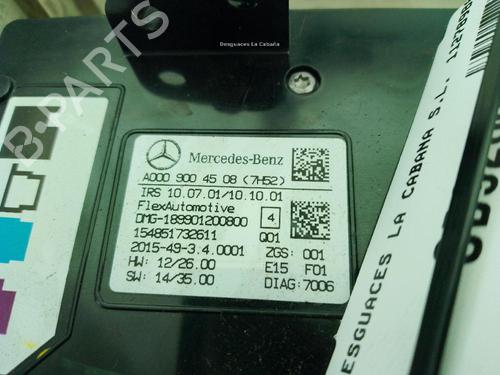 Desguaces La Cabaña
B-PARTS
Mercedes-Benz
A000 900 45 08 (7H52)
IRS 10.07.01/10.10.01
FlexAutomotive
DMG-189901200800
4
154851732611
Q01
2015-49-3.4.0001
ZGS: 001
HW: 12/26.00
E15 F01
SW: 14/35.00
DIAG:7006
ESGUACES LA CABANA S.L.